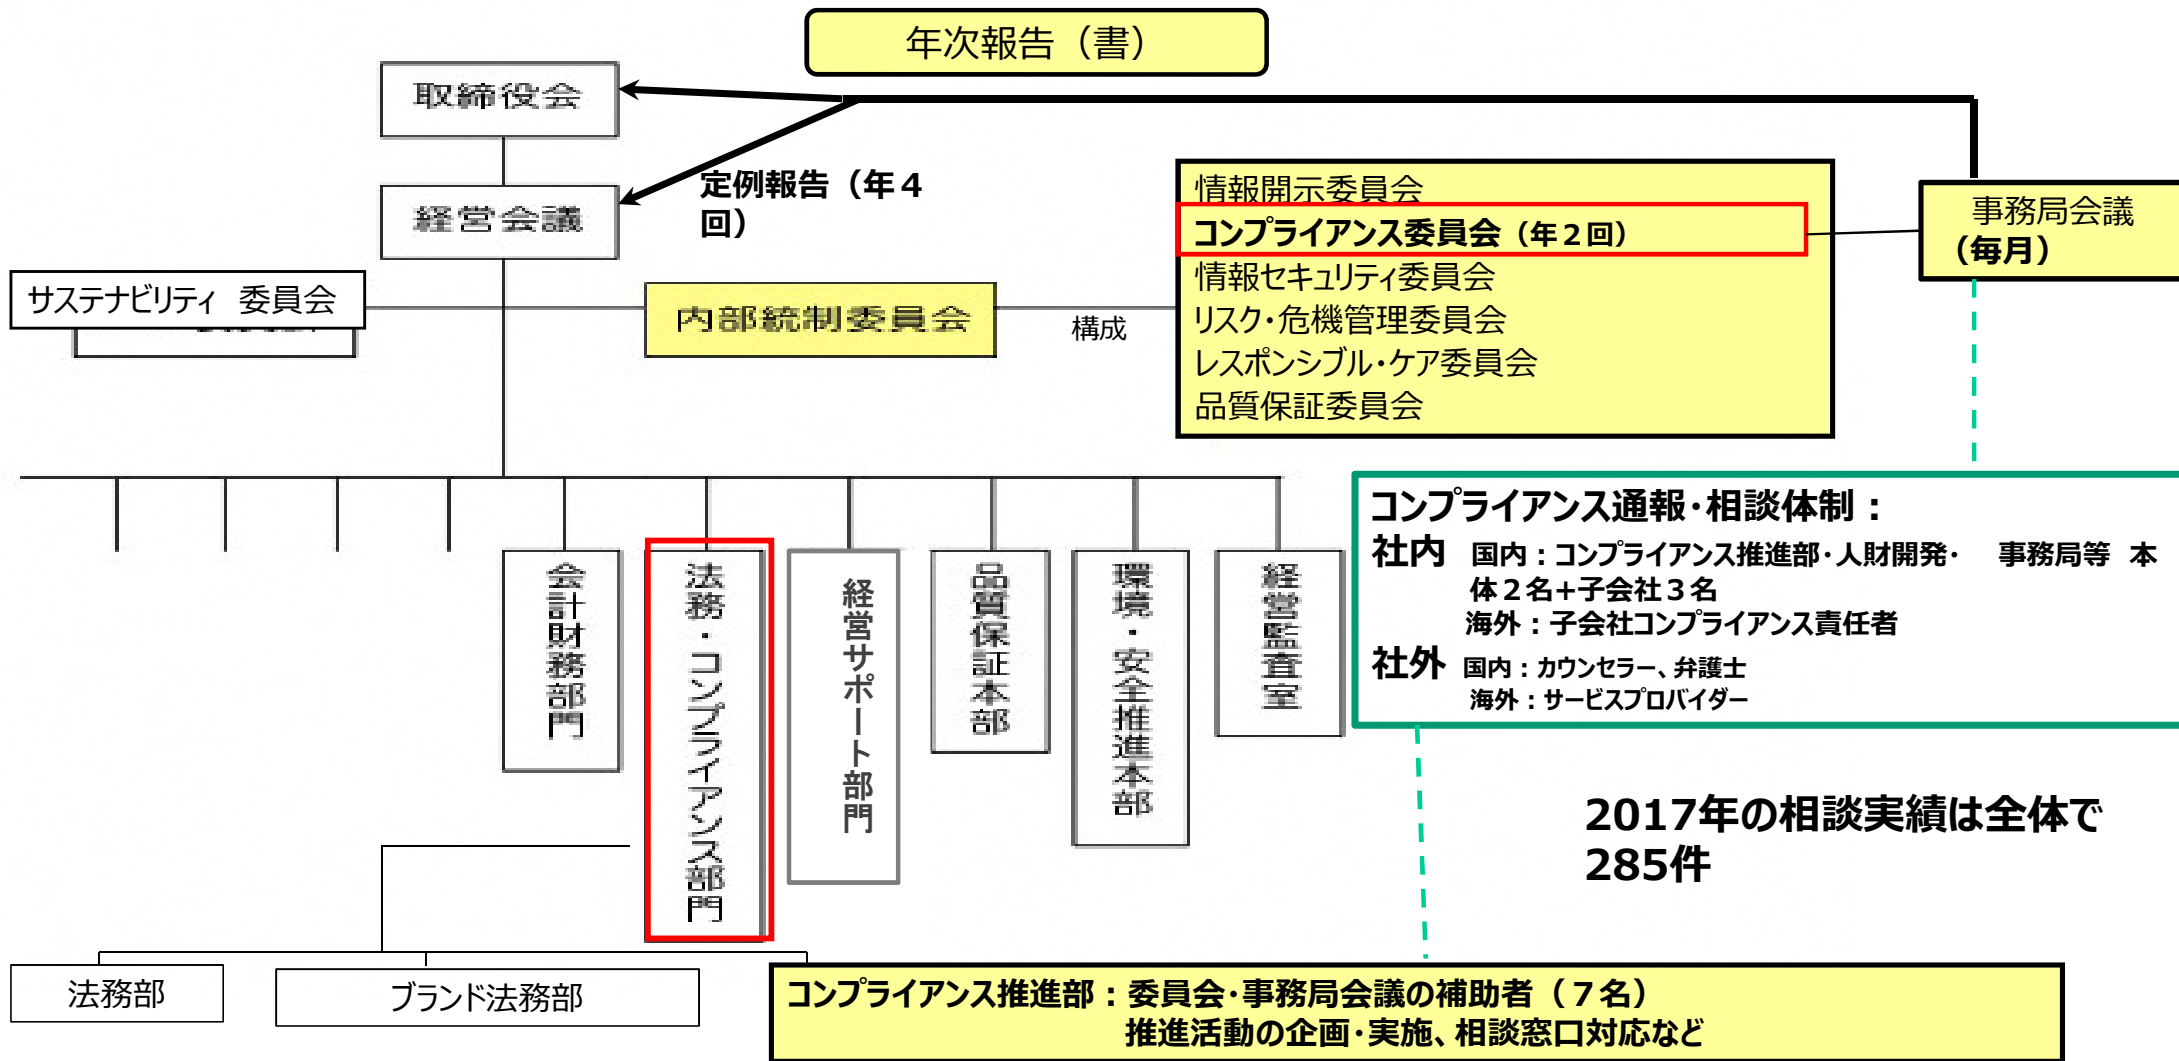 年次報告（書）
取締役会
定例報告（年４
回）
経営会議
情報開示委員会
コンプライアンス委員会（年２回）
情報セキュリティ委員会
リスク・危機管理委員会
レスポンシブル・ケア委員会
品質保証委員会
事務局会議
（毎月）
サステナビリティ 委員会
内部統制委員会
構成
会計財務部門
法務・コンプライアンス部門
経営サポート部門
品質保証本部
環境・安全推進本部
経営監査室
コンプライアンス通報・相談体制：
社内 国内：コンプライアンス推進部・人財開発・ 事務局等 本
体２名+子会社３名
海外：子会社コンプライアンス責任者
社外 国内：カウンセラー、弁護士
海外：サービスプロバイダー
2017年の相談実績は全体で
285件
法務部
ブランド法務部
コンプライアンス推進部：委員会・事務局会議の補助者（７名）
推進活動の企画・実施、相談窓口対応など